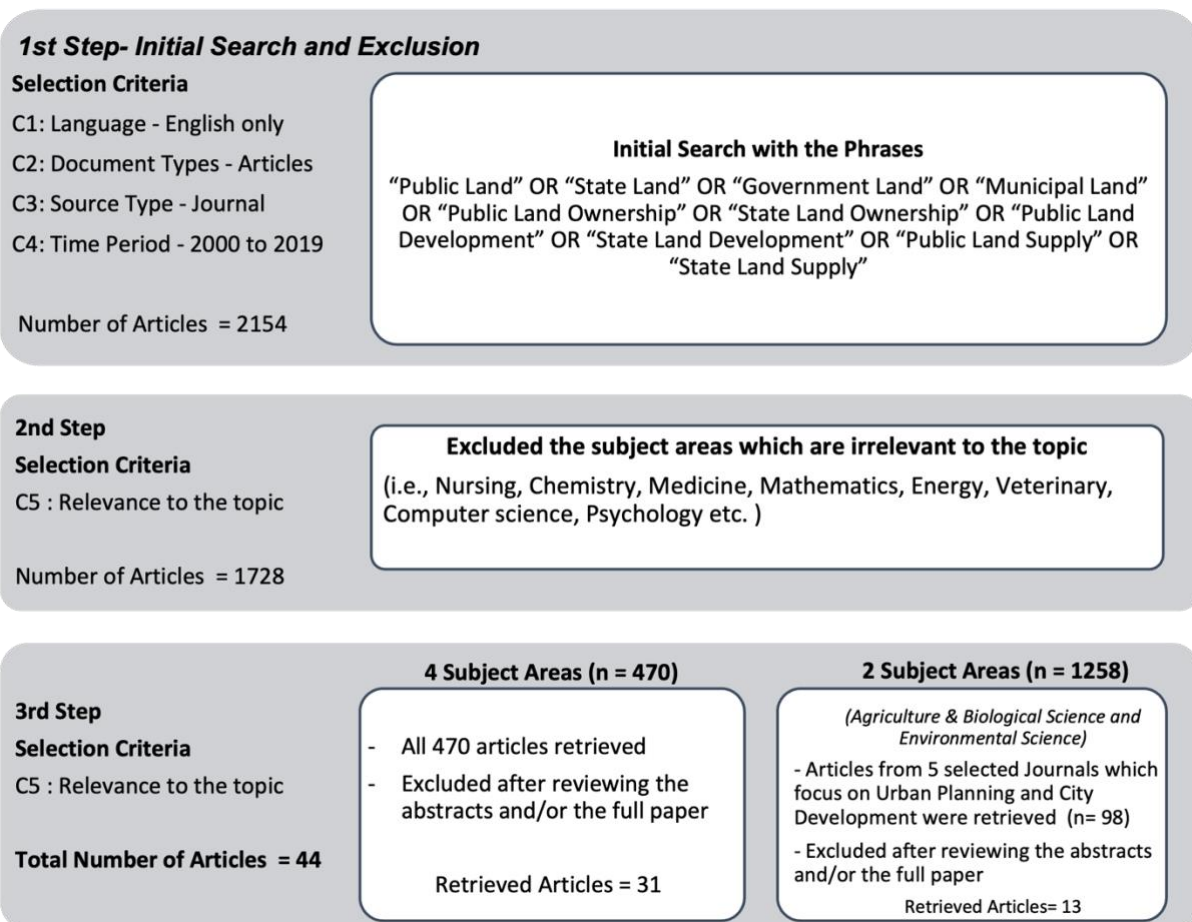 1st Step- Initial Search and Exclusion
Selection Criteria
C1: Language - English only
C2: Document Types - Articles
C3: Source Type - Journal
C4: Time Period - 2000 to 2019
Number of Articles = 2154
Initial Search with the Phrases
“Public Land” OR “State Land” OR “Government Land” OR “Municipal Land”
OR “Public Land Ownership” OR “State Land Ownership” OR “Public Land
Development” OR “State Land Development” OR “Public Land Supply” OR
“State Land Supply”
2nd Step
Selection Criteria
C5 : Relevance to the topic
Number of Articles = 1728
Excluded the subject areas which are irrelevant to the topic
(i.e., Nursing, Chemistry, Medicine, Mathematics, Energy, Veterinary,
Computer science, Psychology etc. )
3rd Step
Selection Criteria
C5 : Relevance to the topic
Total Number of Articles = 44
4 Subject Areas (n = 470)
- All 470 articles retrieved
- Excluded after reviewing the
abstracts and/or the full paper
Retrieved Articles = 31
2 Subject Areas (n = 1258)
(Agriculture & Biological Science and
Environmental Science)
- Articles from 5 selected Journals which
focus on Urban Planning and City
Development were retrieved (n= 98)
- Excluded after reviewing the abstracts
and/or the full paper
Retrieved Articles= 13